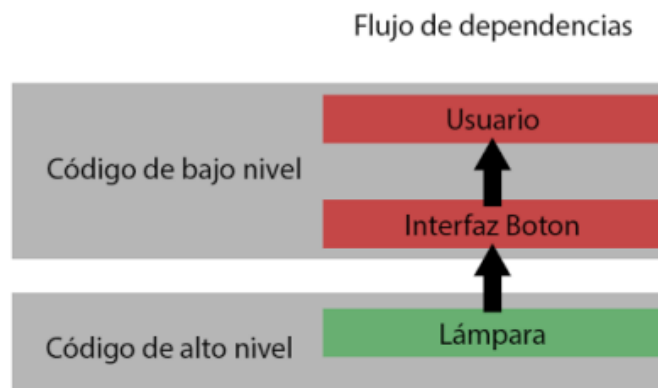 Flujo de dependencias
Usuario
Código de bajo nivel
Interfaz Boton
Lámpara
Código de alto nivel